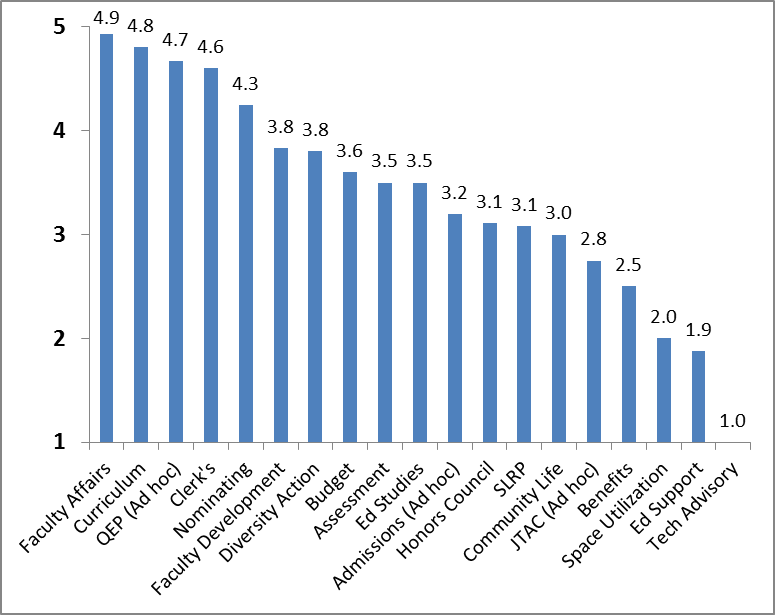 5
4
3
2
1
4.9
4.8
4.7
4.6
4.3
3.8
3.8
3.6
3.5
3.5
3.2
3.1
3.1
3.0
2.8
2.5
2.0
1.9
1.0
Faculty Affairs
Curriculum
QEP (Ad hoc)
Clerk's
Nominating
Faculty Development
Diversity Action
Budget
Assessment
Ed Studies
Admissions (Ad hoc)
Honors Council
SLRP
Community Life
JTAC (Ad hoc)
Benefits
Space Utilization
Ed Support
Tech Advisory